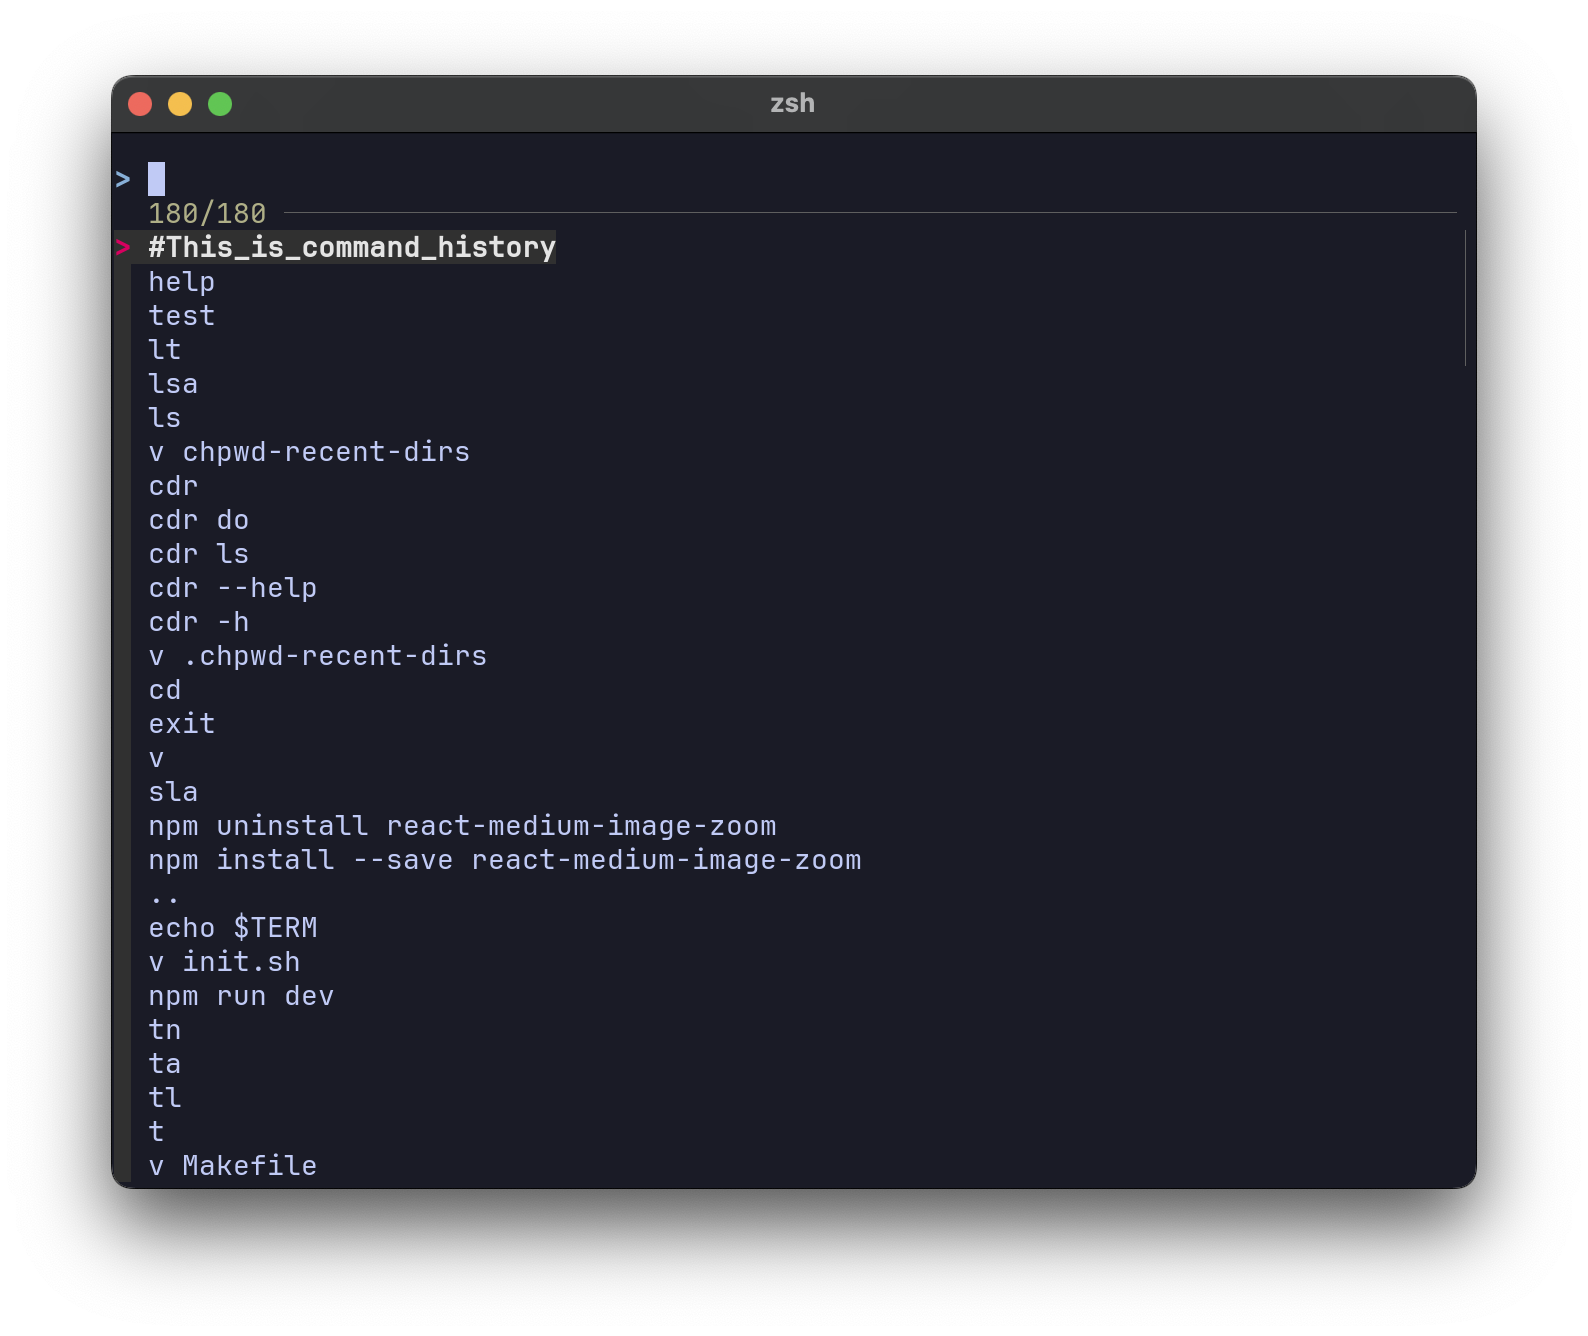 zsh
>
180/180
> #This_is_command_history
help
test
lt
lsa
ls
v chpwd-recent-dirs
cdr
cdr do
cdr ls
cdr --help
cdr -h
v .chpwd-recent-dirs
cd
exit
v
sla
npm uninstall react-medium-image-zoom
npm install --save react-medium-image-zoom
..
echo $TERM
v init.sh
npm run dev
tn
ta
tl
t
v Makefile